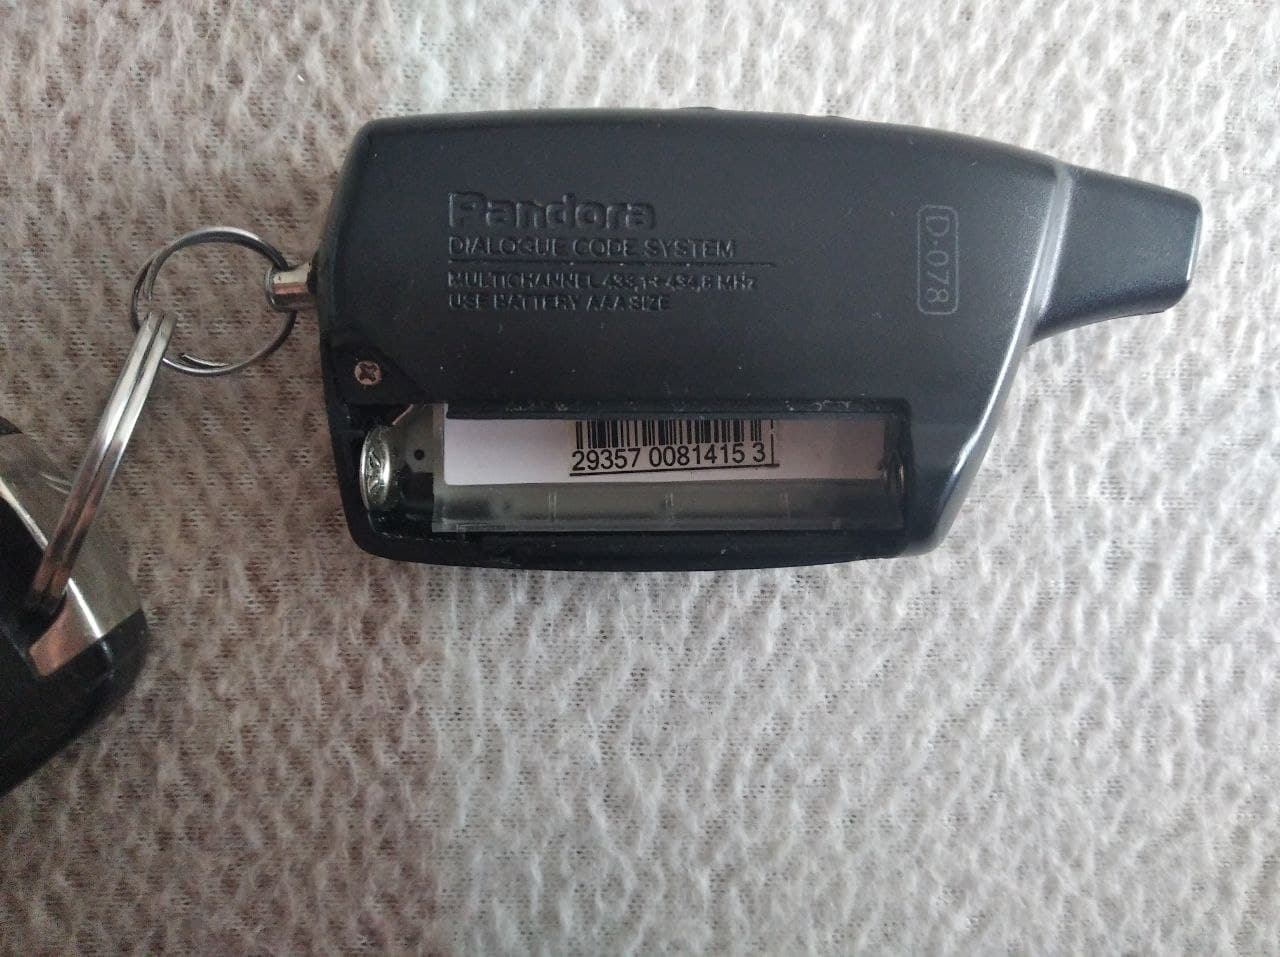 Pandora
DIALOGUE CODE SYSTEM
MULTICHANNEL 433,1-434,8 MHz
USE BATTERY AAA SIZE
D-078
29357 0081415 3